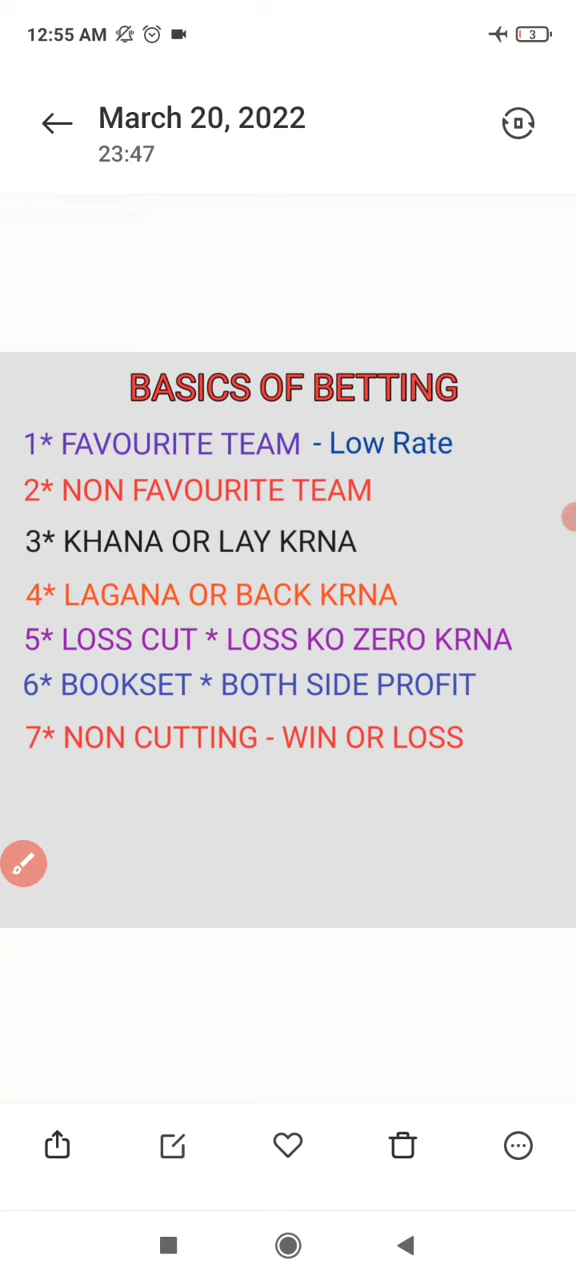 12:55 AM
3
March 20, 2022
23:47
BASICS OF BETTING
1* FAVOURITE TEAM - Low Rate
2* NON FAVOURITE TEAM
3* KHANA OR LAY KRNA
4* LAGANA OR BACK KRNA
5* LOSS CUT * LOSS KO ZERO KRNA
6* BOOKSET * BOTH SIDE PROFIT
7* NON CUTTING - WIN OR LOSS